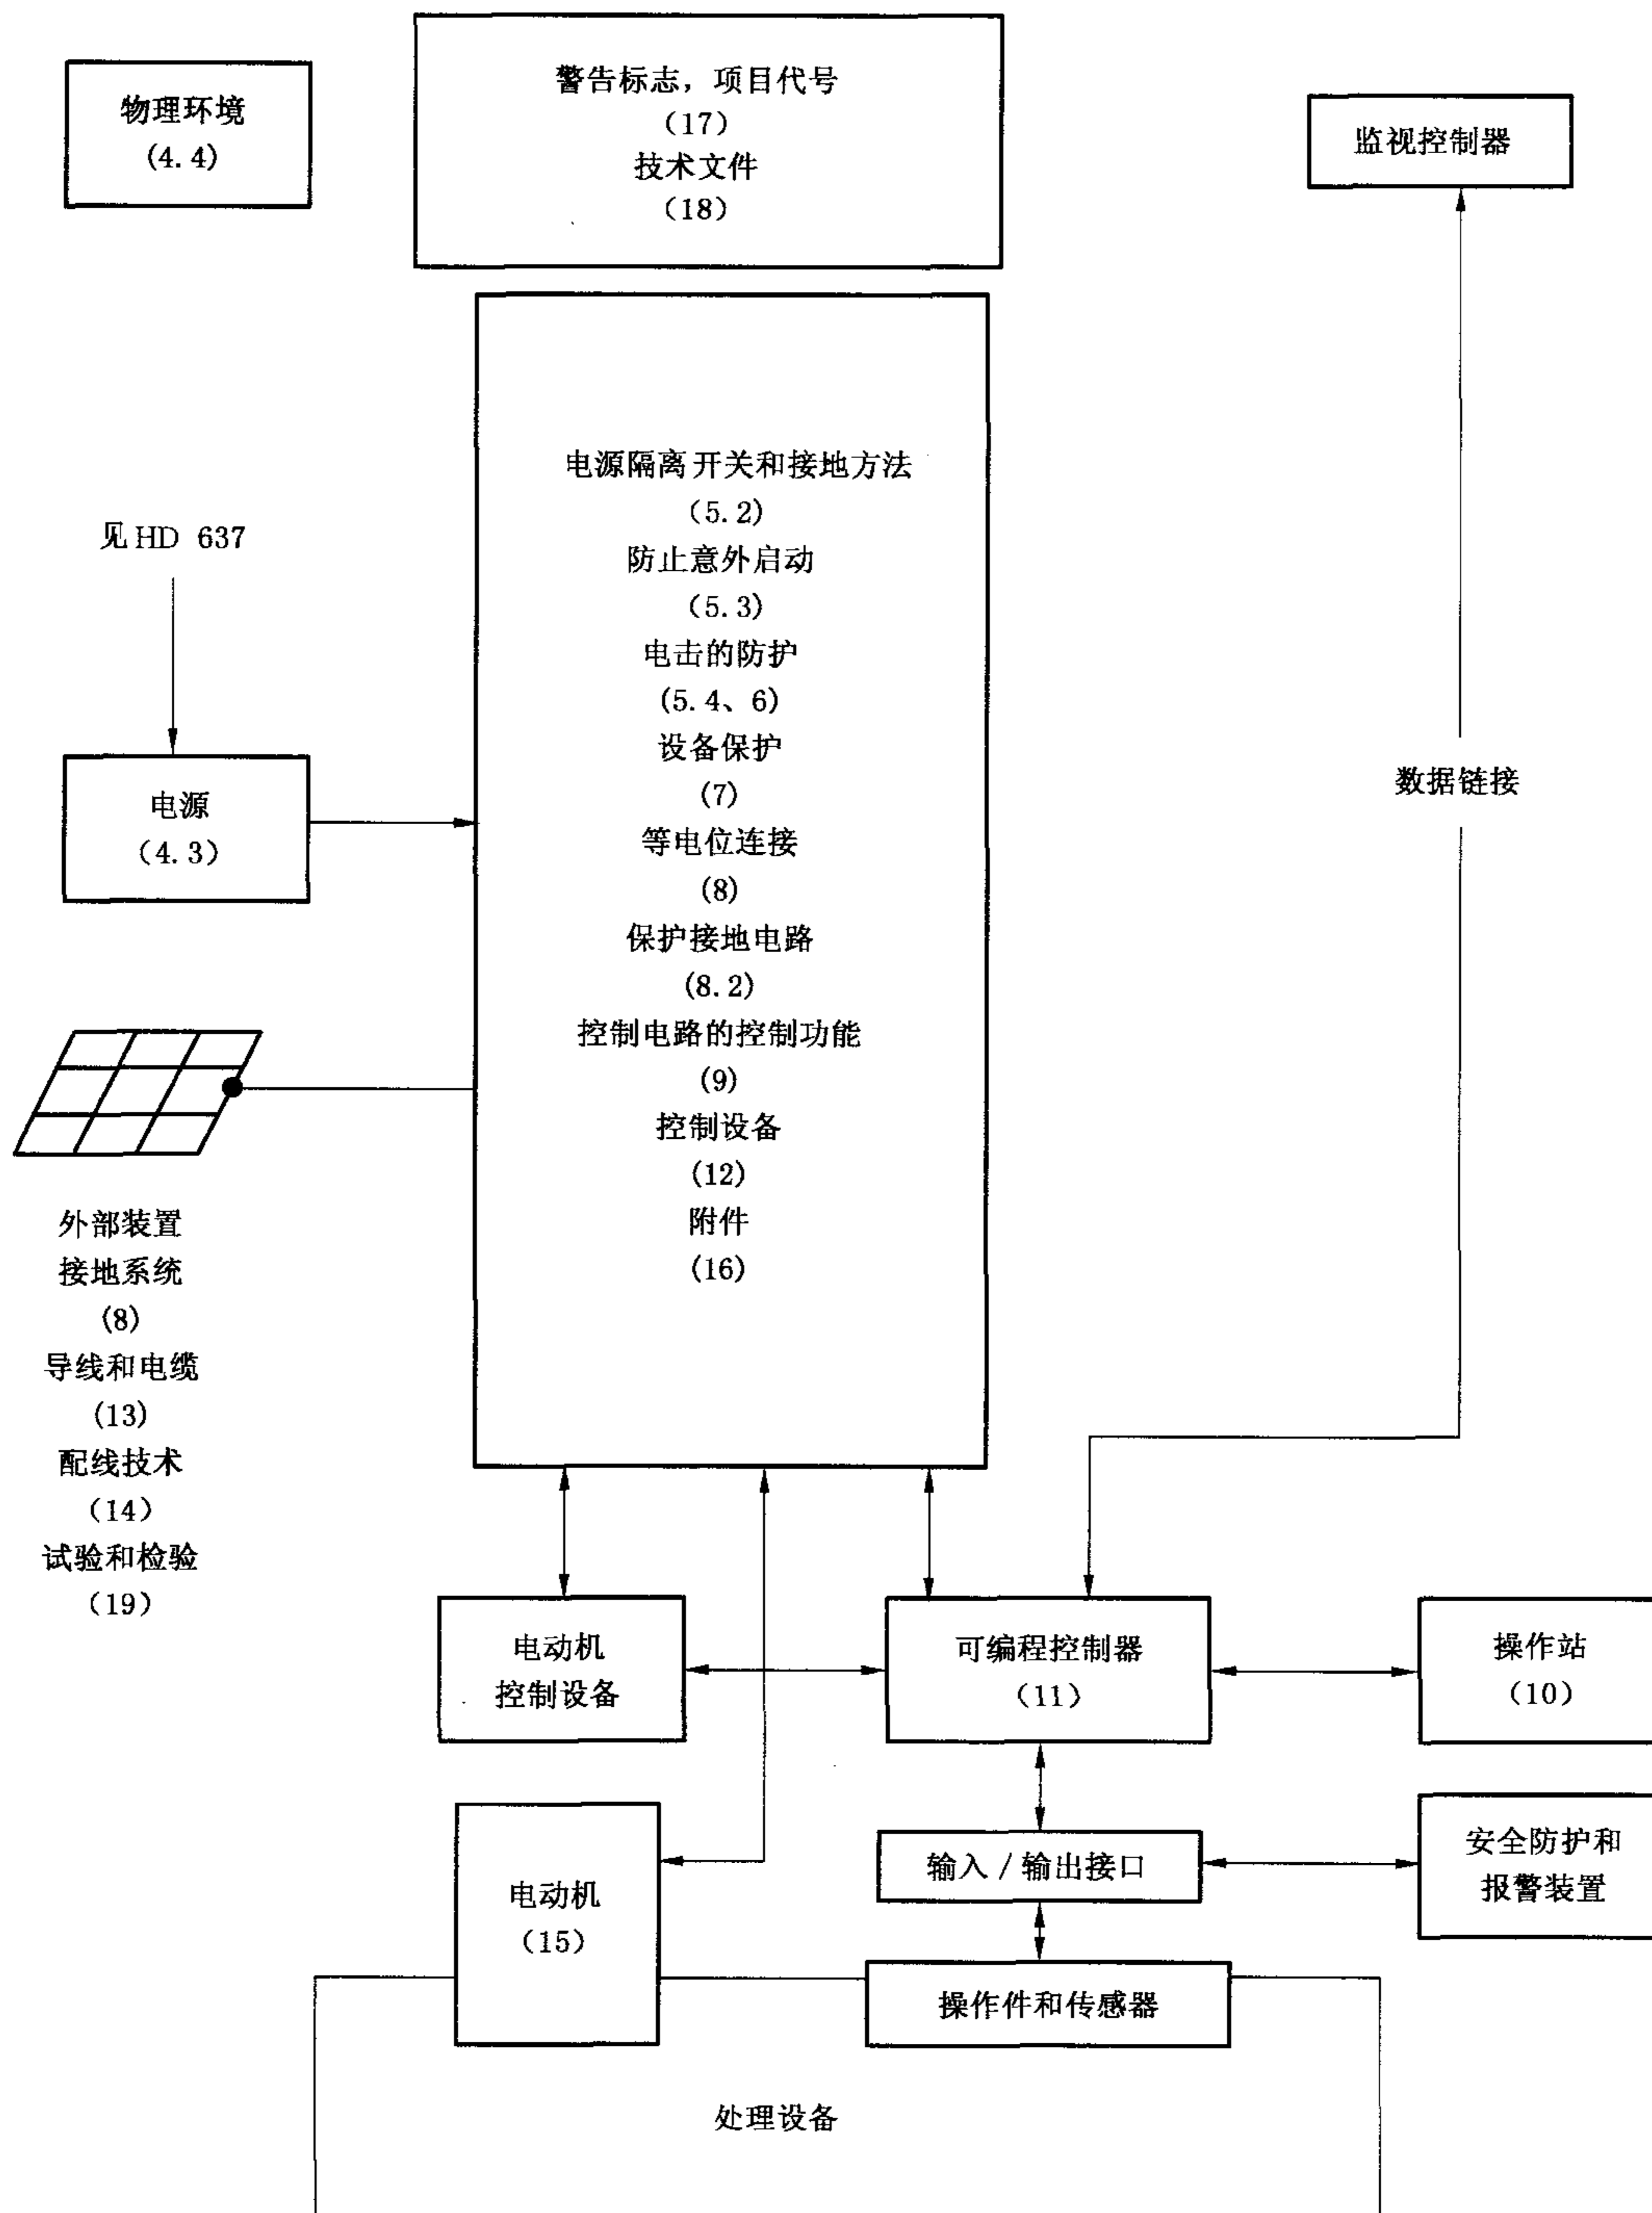 物理环境
(4.4)
警告标志，项目代号
（17）
技术文件
（18）
监视控制器
见HD 637
电源
（4.3）
电源隔离开关和接地方法
（5.2）
防止意外启动
（5.3）
电击的防护
(5.4、6)
设备保护
(7)
等电位连接
(8)
保护接地电路
(8.2)
控制电路的控制功能
(9)
控制设备
(12)
附件
(16)
数据链接
外部装置
接地系统
(8)
导线和电缆
(13)
配线技术
（14）
试验和检验
（19）
电动机
控制设备
可编程控制器
（11）
操作站
（10）
电动机
（15）
输入/输出接口
安全防护和
报警装置
操作件和传感器
处理设备